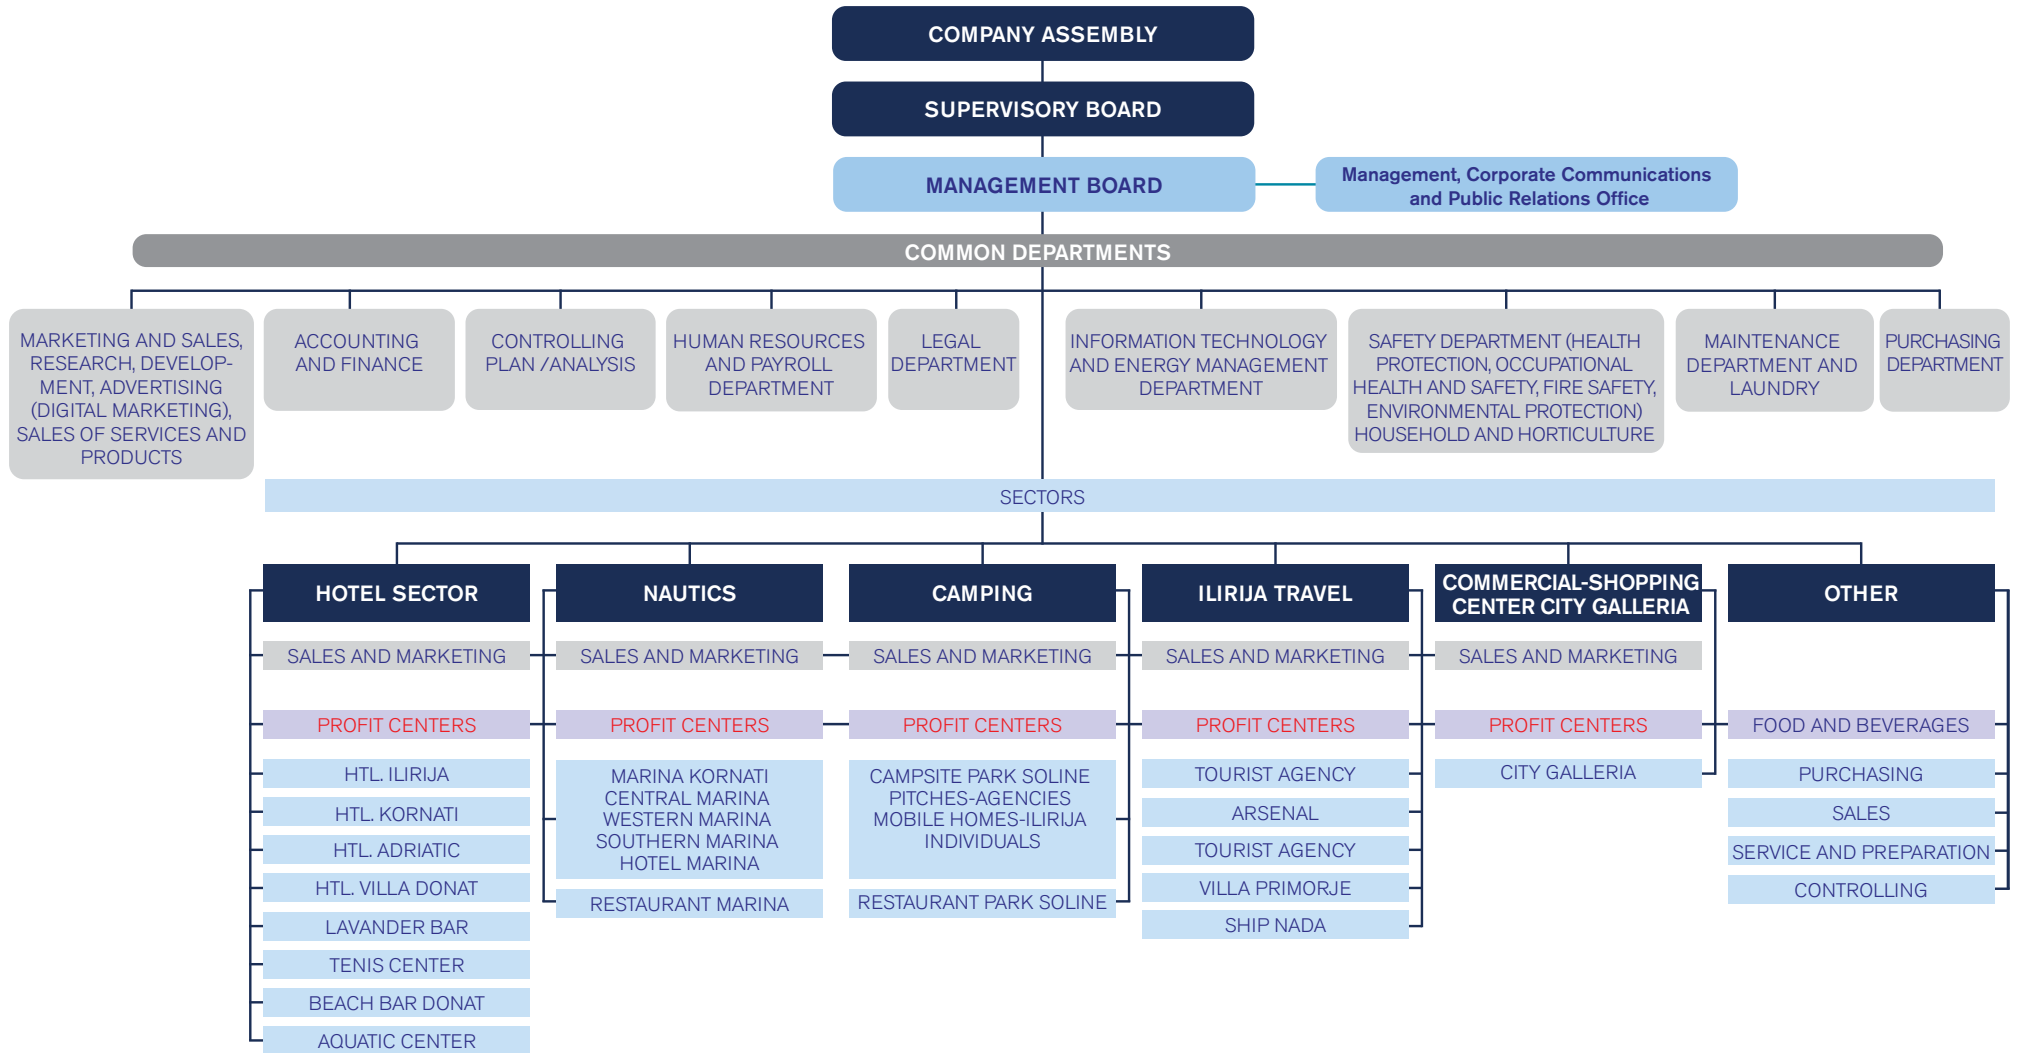 COMPANY ASSEMBLY
SUPERVISORY BOARD
MANAGEMENT BOARD
Management, Corporate Communications
and Public Relations Office
COMMON DEPARTMENTS
MARKETING AND SALES,
RESEARCH, DEVELOP-
MENT, ADVERTISING
(DIGITAL MARKETING),
SALES OF SERVICES AND
PRODUCTS
ACCOUNTING
AND FINANCE
CONTROLLING
PLAN /ANALYSIS
HUMAN RESOURCES
AND PAYROLL
DEPARTMENT
LEGAL
DEPARTMENT
INFORMATION TECHNOLOGY
AND ENERGY MANAGEMENT
DEPARTMENT
SAFETY DEPARTMENT (HEALTH
PROTECTION, OCCUPATIONAL
HEALTH AND SAFETY, FIRE SAFETY,
ENVIRONMENTAL PROTECTION)
HOUSEHOLD AND HORTICULTURE
MAINTENANCE
DEPARTMENT AND
LAUNDRY
PURCHASING
DEPARTMENT
SECTORS
HOTEL SECTOR
SALES AND MARKETING
PROFIT CENTERS
HTL. ILIRIJA
HTL. KORNATI
HTL. ADRIATIC
HTL. VILLA DONAT
LAVANDER BAR
TENIS CENTER
BEACH BAR DONAT
AQUATIC CENTER
NAUTICS
SALES AND MARKETING
PROFIT CENTERS
MARINA KORNATI
CENTRAL MARINA
WESTERN MARINA
SOUTHERN MARINA
HOTEL MARINA
RESTAURANT MARINA
CAMPING
SALES AND MARKETING
PROFIT CENTERS
CAMPSITE PARK SOLINE
PITCHES-AGENCIES
MOBILE HOMES-ILIRIJA
INDIVIDUALS
RESTAURANT PARK SOLINE
ILIRIJA TRAVEL
SALES AND MARKETING
PROFIT CENTERS
TOURIST AGENCY
ARSENAL
TOURIST AGENCY
VILLA PRIMORJE
SHIP NADA
COMMERCIAL-SHOPPING
CENTER CITY GALLERIA
SALES AND MARKETING
PROFIT CENTERS
CITY GALLERIA
OTHER
FOOD AND BEVERAGES
PURCHASING
SALES
SERVICE AND PREPARATION
CONTROLLING